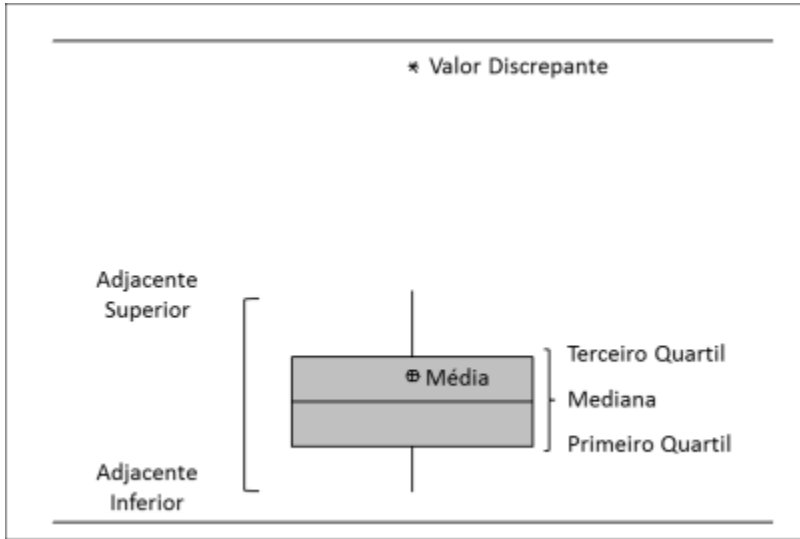 Valor Discrepante
Adjacente
Superior
Terceiro Quartil
Média
Mediana
Primeiro Quartil
Adjacente
Inferior